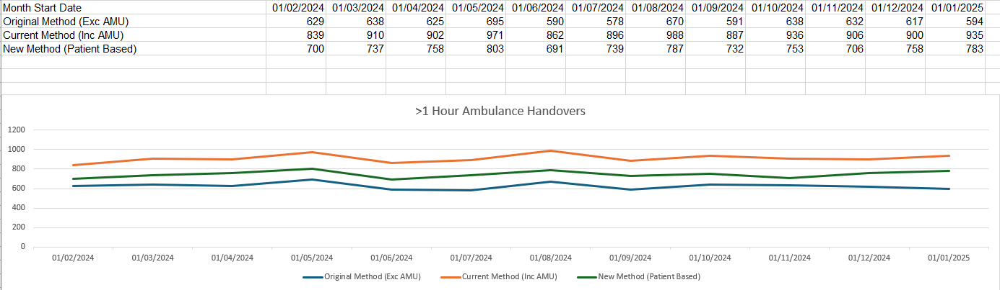 Month Start Date 01/02/2024 01/03/2024 01/04/2024 01/05/2024 01/06/2024 01/07/2024 01/08/2024 01/09/2024 01/10/2024 01/11/2024 01/12/2024 01/01/2025
Original Method (Exc AMU) 629 638 625 695 590 578 670 591 638 632 617 594
Current Method (Inc AMU) 839 910 902 971 862 896 988 887 936 906 900 935
New Method (Patient Based) 700 737 758 803 691 739 787 732 753 706 758 783
>1 Hour Ambulance Handovers
1200
1000
800
600
400
200
0
01/02/2024 01/03/2024 01/04/2024 01/05/2024 01/06/2024 01/07/2024 01/08/2024 01/09/2024 01/10/2024 01/11/2024 01/12/2024 01/01/2025
Original Method (Exc AMU) Current Method (Inc AMU) New Method (Patient Based)